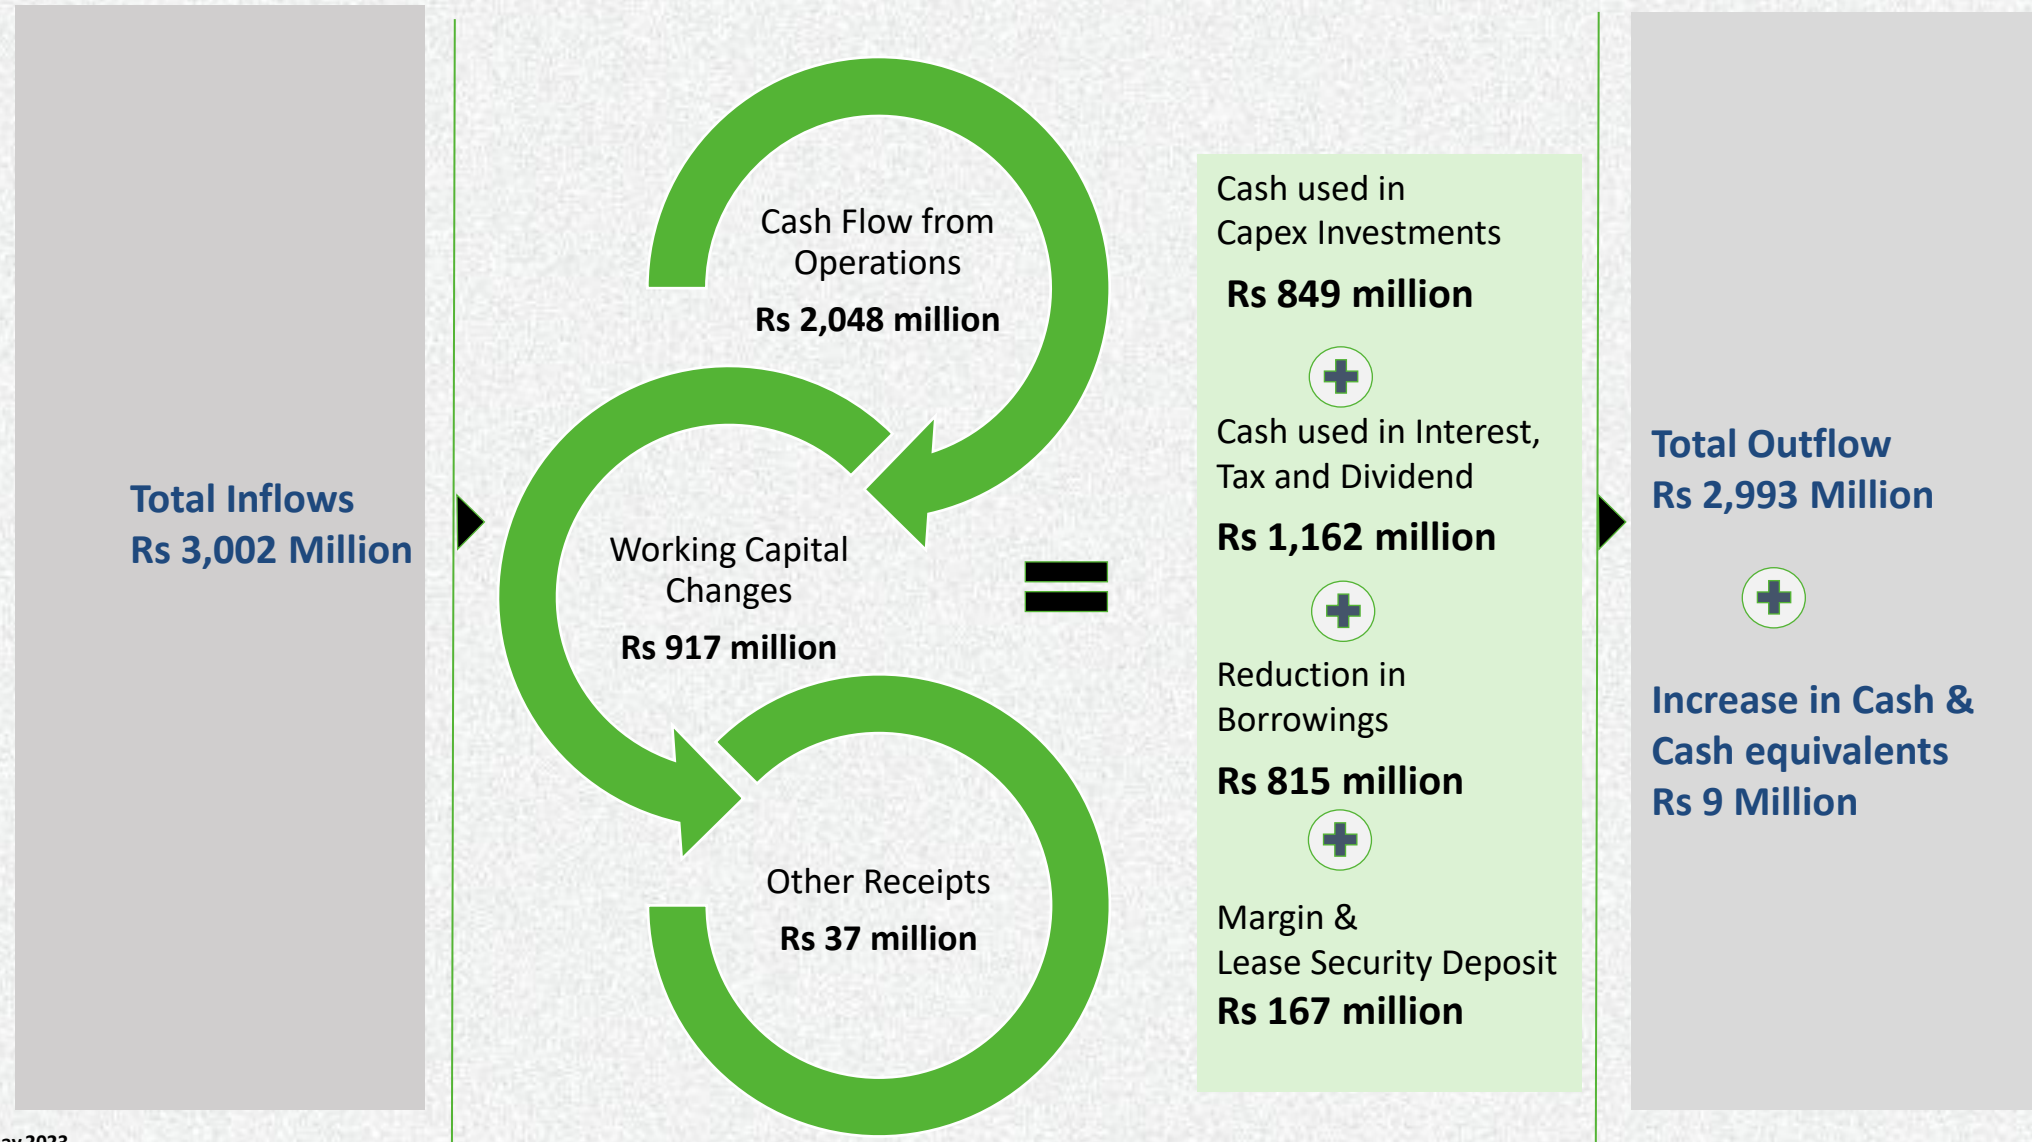 Total Inflows
Rs 3,002 Million
Cash Flow from
Operations
Rs 2,048 million
Working Capital
Changes
Rs 917 million
Other Receipts
Rs 37 million
Cash used in
Capex Investments
Rs 849 million
Cash used in Interest,
Tax and Dividend
Rs 1,162 million
Reduction in
Borrowings
Rs 815 million
Margin &
Lease Security Deposit
Rs 167 million
Total Outflow
Rs 2,993 Million
Increase in Cash &
Cash equivalents
Rs 9 Million
2023